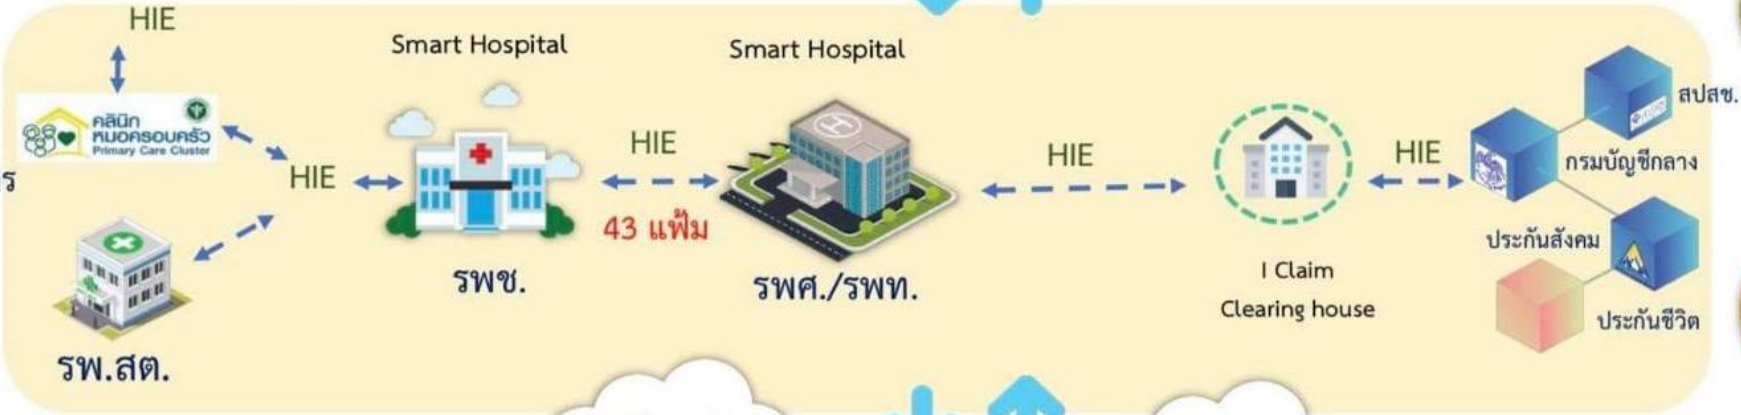 HIE
Smart Hospital
Smart Hospital
สปสช.
คลินิก
หมอครอบครัว
Primary Care Cluster
HIE
HIE
HIE
HIE
กรมบัญชีกลาง
ร
43 แฟ้ม
ประกันสังคม
รพช.
รพศ./รพท.
I Claim
Clearing house
ประกันชีวิต
รพ.สต.